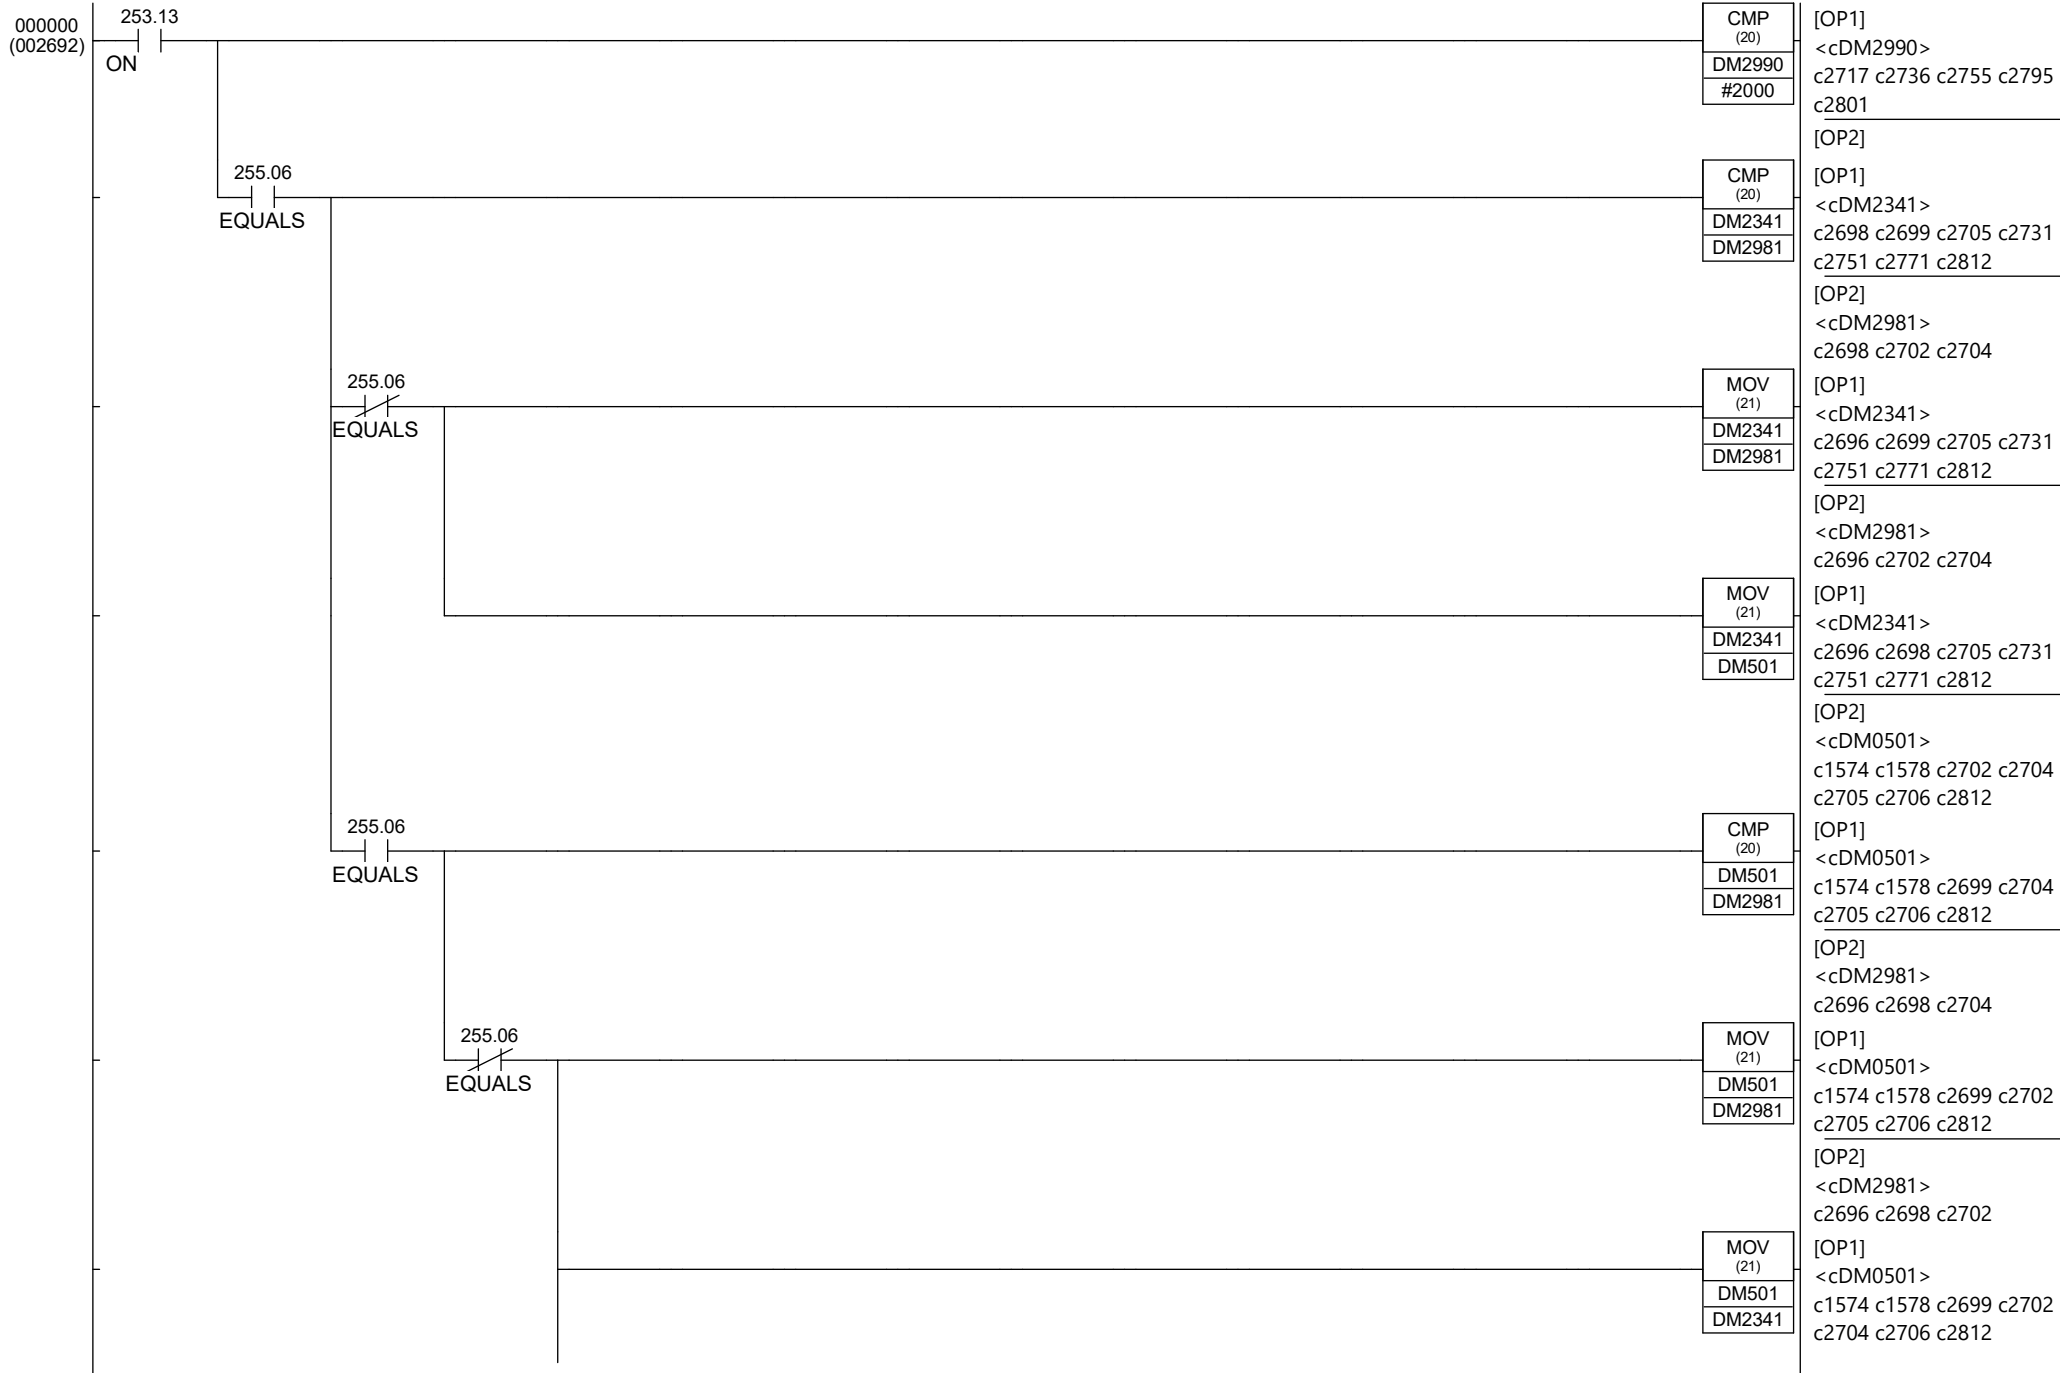 000000
(002692)
253.13
ON
CMP
(20)
DM2990
#2000
[OP1]
<cDM2990>
c2717 c2736 c2755 c2795
c2801
[OP2]
255.06
EQUALS
CMP
(20)
DM2341
DM2981
[OP1]
<cDM2341>
c2698 c2699 c2705 c2731
c2751 c2771 c2812
[OP2]
<cDM2981>
c2698 c2702 c2704
255.06
EQUALS
MOV
(21)
DM2341
DM2981
[OP1]
<cDM2341>
c2696 c2699 c2705 c2731
c2751 c2771 c2812
[OP2]
<cDM2981>
c2696 c2702 c2704
MOV
(21)
DM2341
DM501
[OP1]
<cDM2341>
c2696 c2698 c2705 c2731
c2751 c2771 c2812
[OP2]
<cDM0501>
c1574 c1578 c2702 c2704
c2705 c2706 c2812
255.06
EQUALS
CMP
(20)
DM501
DM2981
[OP1]
<cDM0501>
c1574 c1578 c2699 c2704
c2705 c2706 c2812
[OP2]
<cDM2981>
c2696 c2698 c2704
255.06
EQUALS
MOV
(21)
DM501
DM2981
[OP1]
<cDM0501>
c1574 c1578 c2699 c2702
c2705 c2706 c2812
[OP2]
<cDM2981>
c2696 c2698 c2702
MOV
(21)
DM501
DM2341
[OP1]
<cDM0501>
c1574 c1578 c2699 c2702
c2704 c2706 c2812